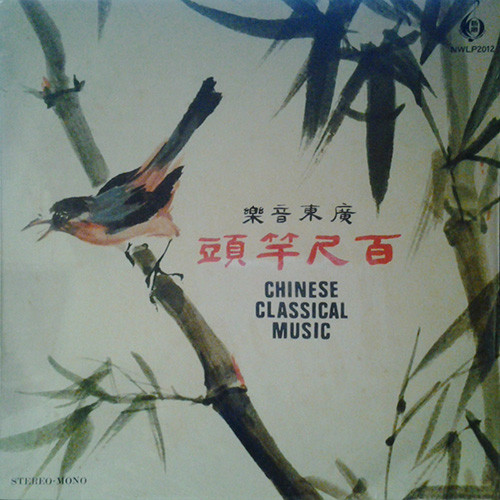 NWLP2012
廣東音樂
百尺竿頭
CHINESE
CLASSICAL
MUSIC
STEREO-MONO